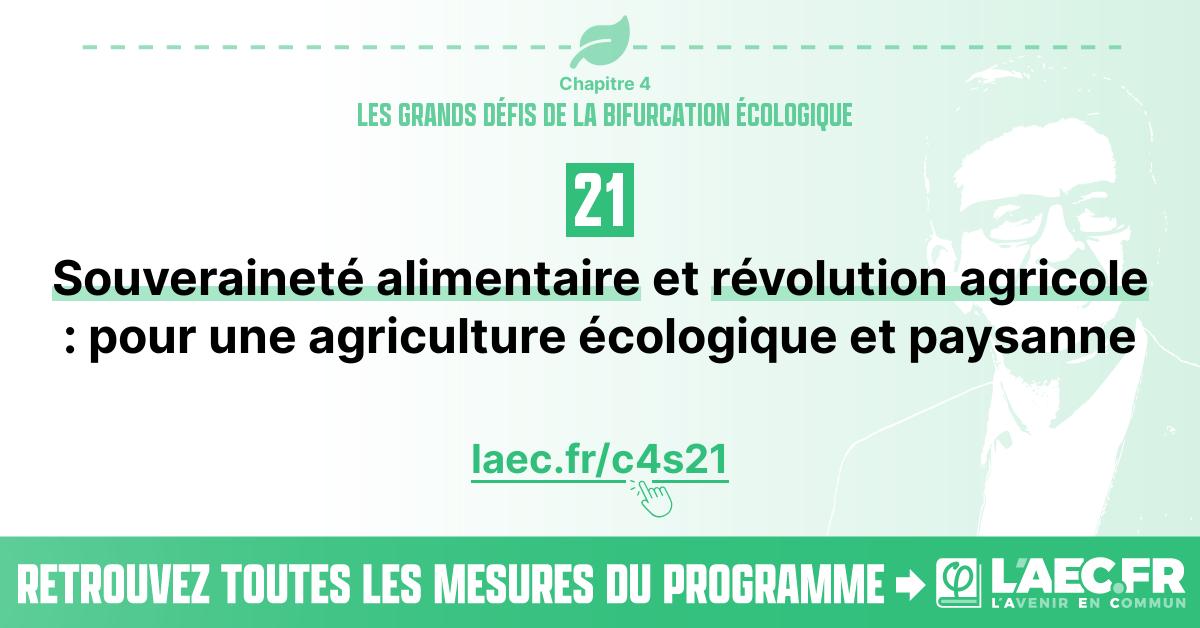 Chapitre 4
LES GRANDS DÉFIS DE LA BIFURCATION ÉCOLOGIQUE
21
Souveraineté alimentaire et révolution agricole
: pour une agriculture écologique et paysanne
laec.fr/c4s21
RETROUVEZ TOUTES LES MESURES DU PROGRAMME
φ
L'AEC.FR
L'AVENIR EN COMMUN